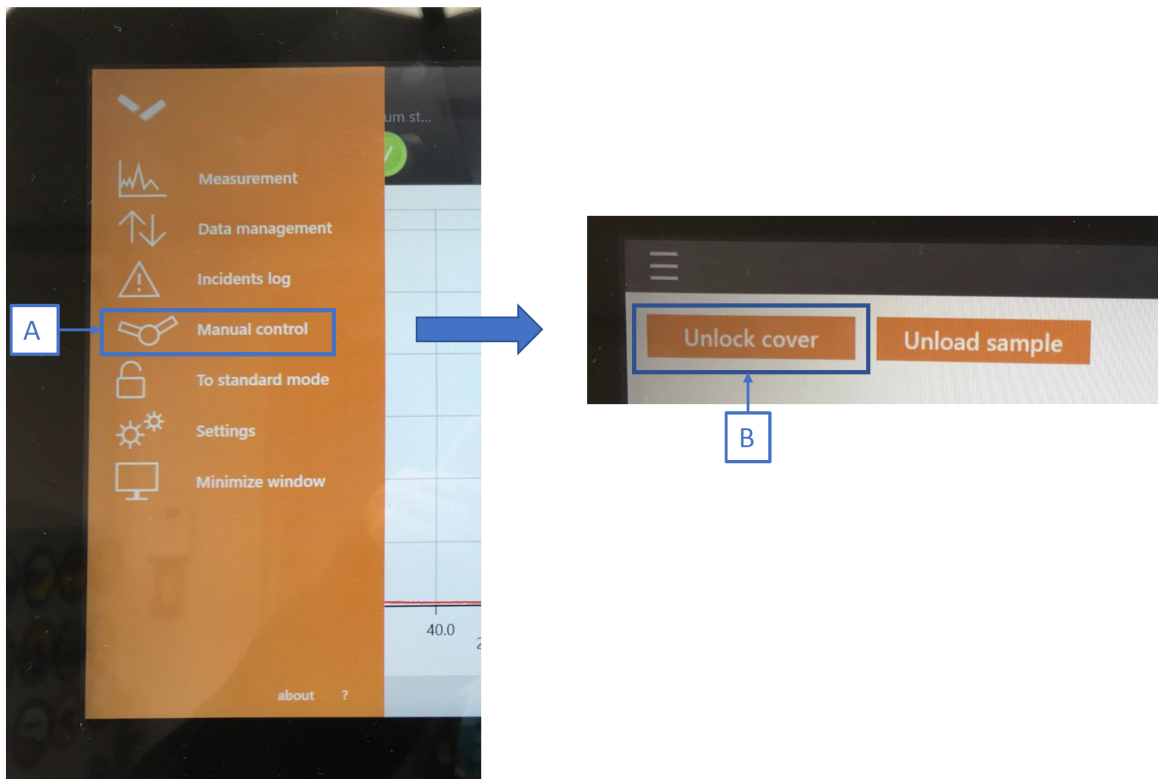 um st...
Measurement
Data management
Incidents log
A
Manual control
To standard mode
Settings
Minimize window
40.0
2
about ?
Unlock cover
Unload sample
B